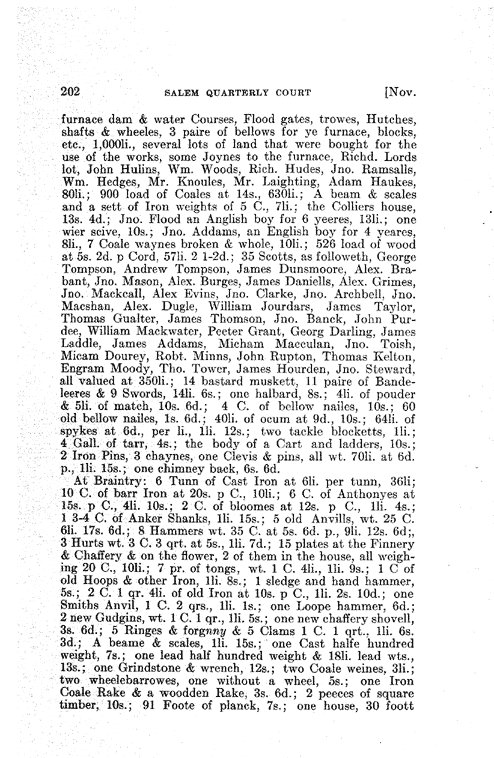 202 SALEM QUARTERLY COURT [Nov.
furnace dam & water Courses, Flood gates, trowes, Hutches,
shafts & wheeles, 3 paire of bellows for ye furnace, blocks,
etc., 1,000li., several lots of land that were bought for the
use of the works, some Joynes to the furnace, Richd. Lords
lot, John Hulins, Wm. Woods, Rich. Hudes, Jno. Ramsalls,
Wm. Hedges, Mr. Knoules, Mr. Laighting, Adam Haukes,
80li.; 900 load of Coales at 14s., 630li.; A beam & scales
and a sett of Iron weights of 5 C., 7li.; the Colliers house,
13s. 4d.; Jno. Flood an Anglish boy for 6 yeeres, 13li.; one
wier seive, 10s.; Jno. Addams, an English boy for 4 yeares,
8li., 7 Coale waynes broken & whole, 10li.; 526 load of wood
at 5s. 2d. p Cord, 57li. 2 1-2d.; 35 Scotts, as followeth, George
Tompson, Andrew Tompson, James Dunsmoore, Alex. Bra-
bant, Jno. Mason, Alex. Burges, James Daniells, Alex. Grimes,
Jno. Mackcall, Alex Evins, Jno. Clarke, Jno. Archbell, Jno.
Macshan, Alex. Dugle, William Jourdars, James Taylor,
Thomas Gualter, James Thomson, Jno. Banck, John Pur-
dee, William Mackwater, Peeter Grant, Georg Darling, James
Laddle, James Addams, Micham Macculan, Jno. Toish,
Micam Dourey, Robt. Minns, John Rupton, Thomas Kelton,
Engram Moody, Tho. Tower, James Hourden, Jno. Steward,
all valued at 350li.; 14 bastard muskett, 11 paire of Bande-
leeres & 9 Swords, 14li. 6s.; one halbard, 8s.; 4li. of pouder
& 5li. of match, 10s. 6d.; 4 C. of bellow nailes, 10s.; 60
old bellow nailes, 1s. 6d.; 40li. of ocum at 9d., 10s.; 64li. of
spykes at 6d., per li., 1li. 12s.; two tackle blocketts, 1li.;
4 Gall. of tarr, 4s.; the body of a Cart and ladders, 10s.;
2 Iron Pins, 3 chaynes, one Clevis & pins, all wt. 70li. at 6d.
p., 1li. 15s.; one chimney back, 6s. 6d.
At Braintry: 6 Tunn of Cast Iron at 6li. per tunn, 36li;
10 C. of barr Iron at 20s. p C., 10li.; 6 C. of Anthonyes at
15s. p C., 4li. 10s.; 2 C. of bloomes at 12s. p C., 1li. 4s.;
1 3-4 C. of Anker Shanks, 1li. 15s.; 5 old Anvills, wt. 25 C.
6li. 17s. 6d.; 8 Hammers wt. 35 C. at 5s. 6d. p., 9li. 12s. 6d;,
3 Hurts wt. 3 C. 3 qrt. at 5s., 1li. 7d.; 15 plates at the Finnery
& Chaffery & on the flower, 2 of them in the house, all weigh-
ing 20 C., 10li.; 7 pr. of tongs, wt. 1 C. 4li., 1li. 9s.; 1 C of
old Hoops & other Iron, 1li. 8s.; 1 sledge and hand hammer,
5s.; 2 C. 1 qr. 4li. of old Iron at 10s. p C., 1li. 2s. 10d.; one
Smiths Anvil, 1 C. 2 qrs., 1li. 1s.; one Loope hammer, 6d.;
2 new Gudgins, wt. 1 C. 1 qr., 1li. 5s.; one new chaffery shovell,
3s. 6d.; 5 Ringes & forgnny & 5 Clams 1 C. 1 qrt., 1li. 6s.
3d.; A beame & scales, 1li. 15s.; one Cast halfe hundred
weight, 7s.; one lead half hundred weight & 18li. lead wts.,
13s.; one Grindstone & wrench, 12s.; two Coale weines, 3li.;
two wheelebarrowes, one without a wheel, 5s.; one Iron
Coale Rake & a woodden Rake, 3s. 6d.; 2 peeces of square
timber, 10s.; 91 Foote of planck, 7s.; one house, 30 foott